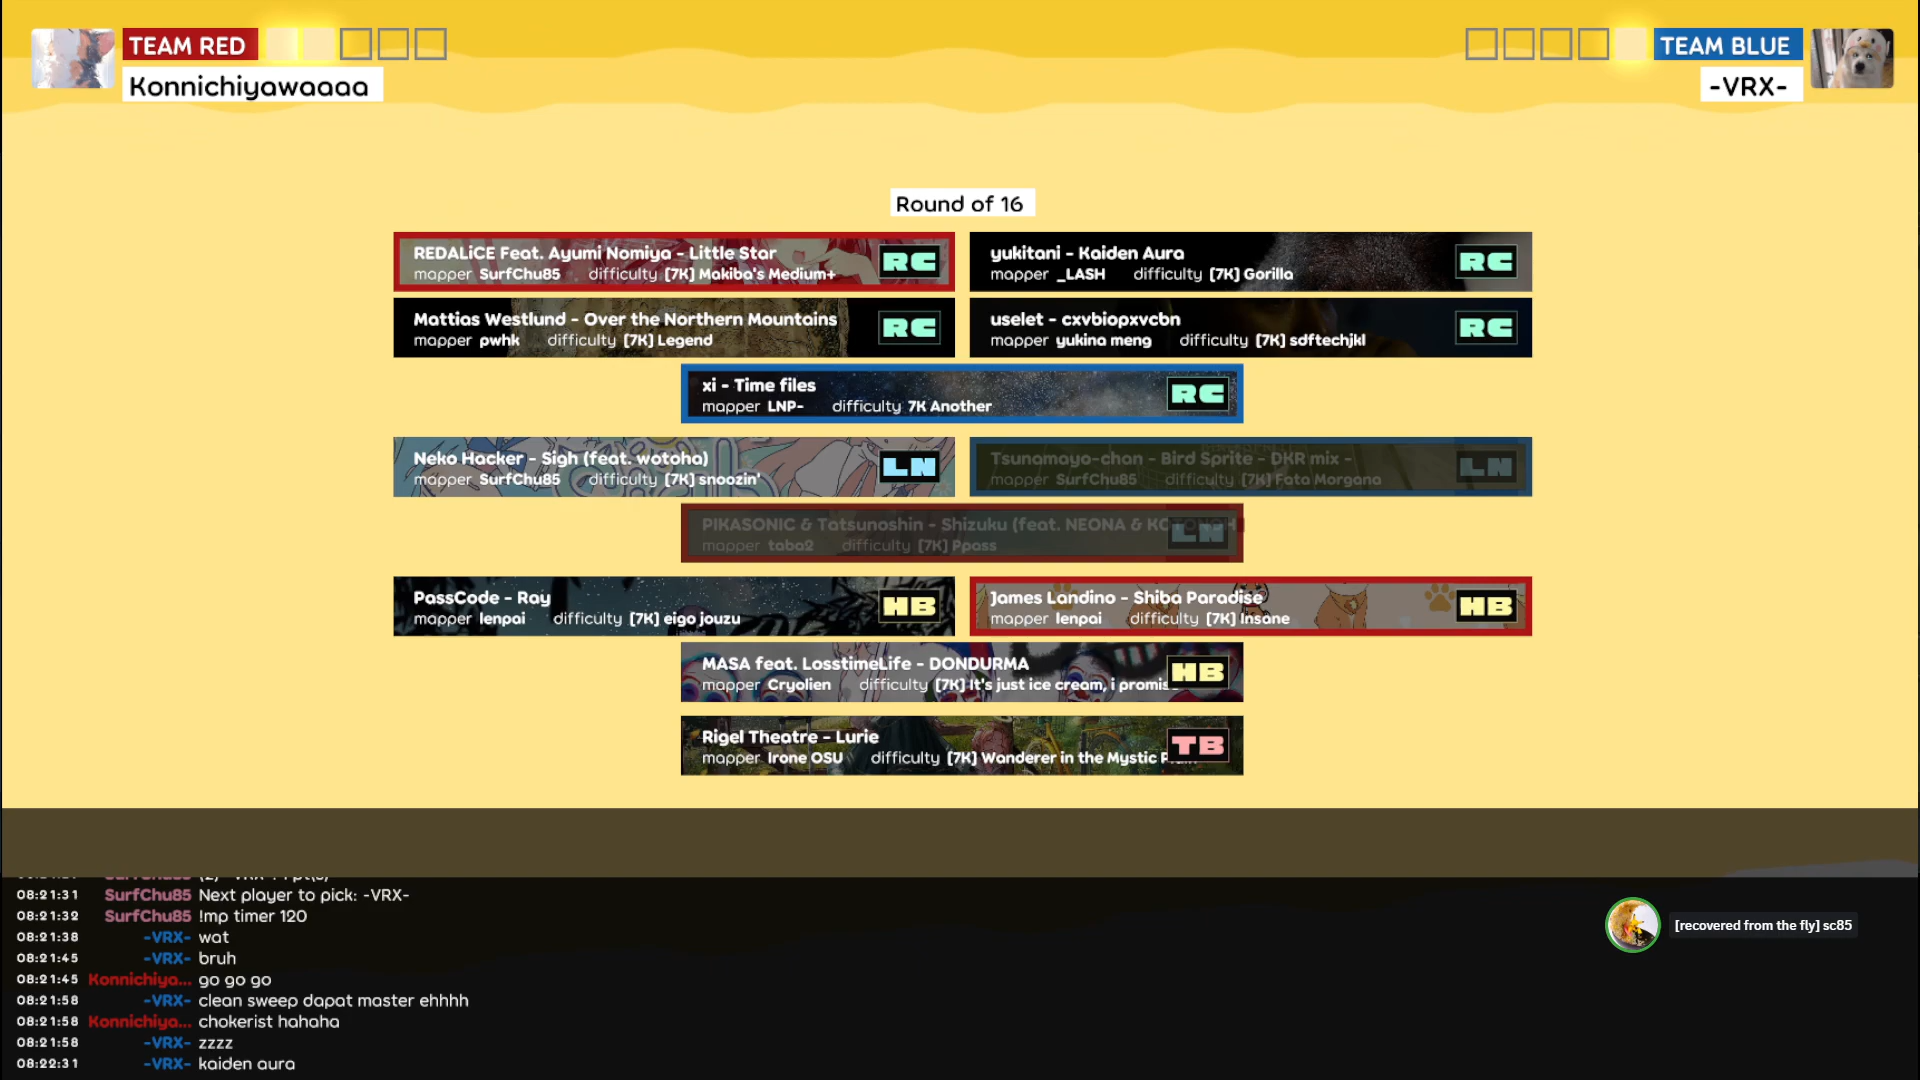 TEAM RED
Konnichiyawaaaa
TEAM BLUE
-VRX-
Round of 16
REDALiCE Feat. Ayumi Nomiya - Little Star
mapper SurfChu85 difficulty [7K] Makiba's Medium+
RC
yukitani - Kaiden Aura
mapper _LASH difficulty [7K] Gorilla
RC
Mattias Westlund - Over the Northern Mountains
mapper pwhk difficulty [7K] Legend
RC
uselet - cxvbiopxvcbn
mapper yukina meng difficulty [7K] sdftechjkl
RC
xi - Time files
mapper LNP- difficulty 7K Another
RC
Neko Hacker - Sigh (feat. wotoha)
mapper SurfChu85 difficulty [7K] snoozin'
LN
Tsunamayo-chan - Bird Sprite - DKR mix -
mapper SurfChu85 difficulty [7K] Fata Morgana
LN
PIKASONIC & Tatsunoshin - Shizuku (feat. NEONA &
mapper taba2 difficulty [7K] Ppass
LN
PassCode - Ray
mapper lenpai difficulty [7K] eigo jouzu
HB
James Landino - Shiba Paradise
mapper lenpai difficulty [7K] Insane
HB
MASA feat. LosstimeLife - DONDURMA
mapper Cryolien difficulty [7K] It's just ice cream, i promis
HB
Rigel Theatre - Lurie
mapper Irone OSU difficulty [7K] Wanderer in the Mystic
TB
08:21:31 SurfChu85 Next player to pick: -VRX-
08:21:32 SurfChu85 !mp timer 120
08:21:38 -VRX- wat
08:21:45 -VRX- bruh
08:21:45 Konnichiya... go go go
08:21:58 -VRX- clean sweep dapat master ehhhh
08:21:58 Konnichiya... chokerist hahaha
08:21:58 -VRX- zzzz
08:22:31 -VRX- kaiden aura
[recovered from the fly] sc85